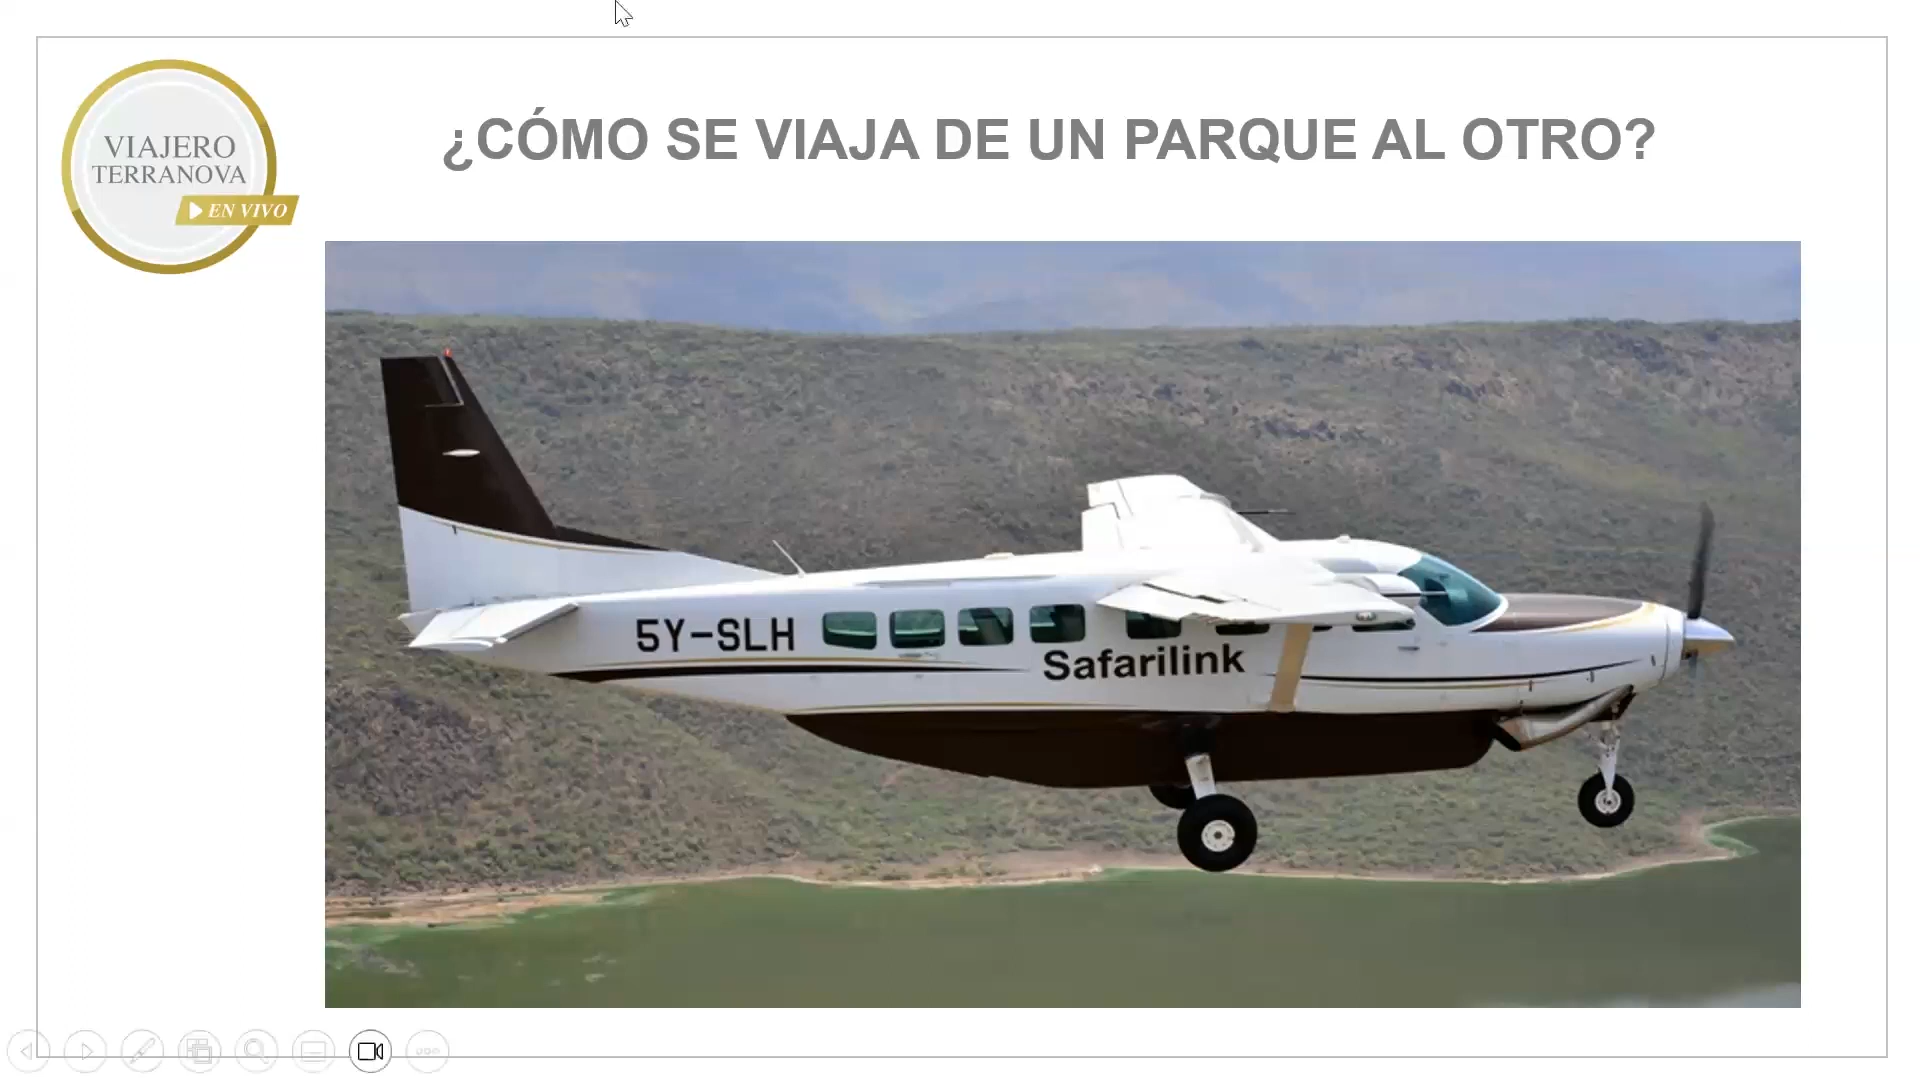 VIAJERO
TERRANOVA
EN VIVO
¿CÓMO SE VIAJA DE UN PARQUE AL OTRO?
5Y-SLH
Safarilink